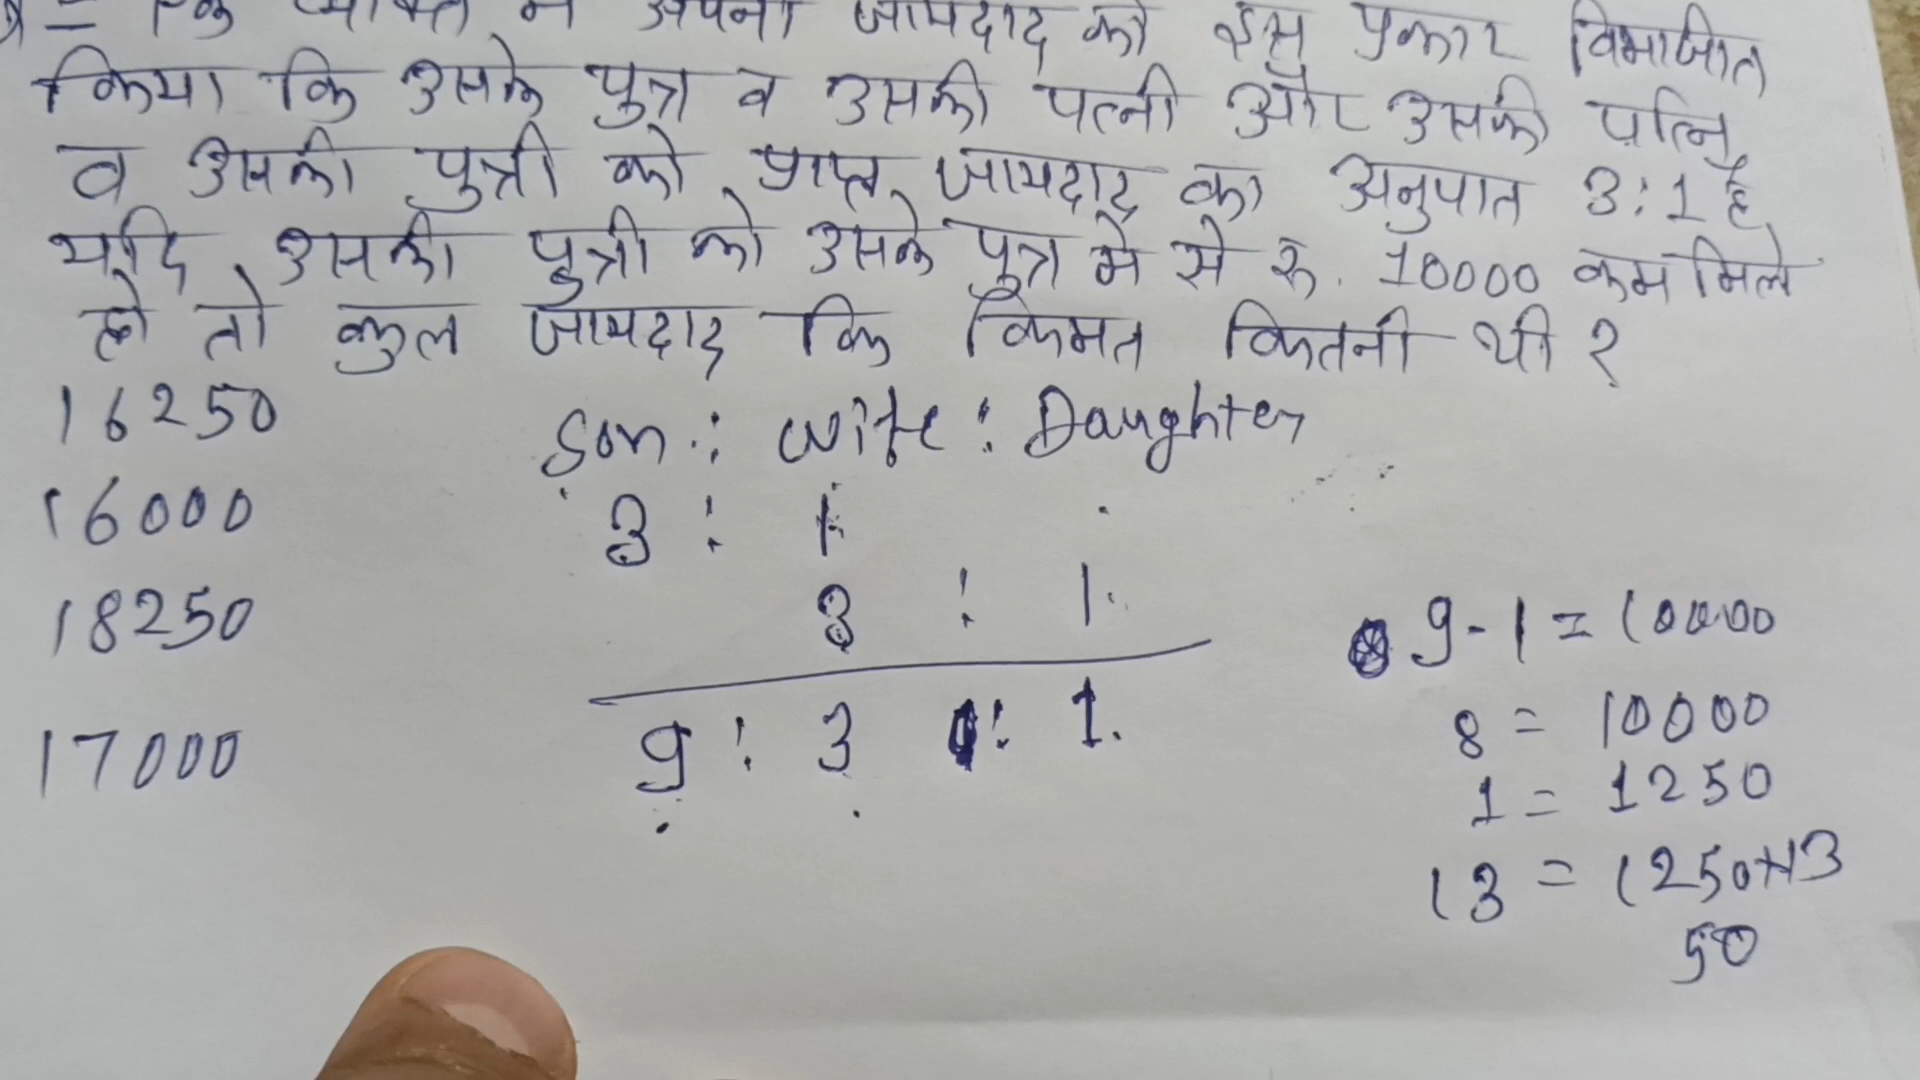 एक व्यक्ति ने अपनी जायदाद को इस प्रकार विभाजीत
किया कि उसके पुत्र व उसकी पत्नी और उसकी पत्नि
व उसकी पुत्री को प्राप्त जायदाद का अनुपात 3:1 है
यदि उसकी पुत्री को उसके पुत्र मे से रु. 10000 कम मिले
हो तो कुल जायदाद कि किमत कितनी थी ?
16250
16000
18250
17000
Son : wife : Daughter
3 : 1
3 : 1
9 : 3 : 1.
9-1 = 10000
8 = 10000
1 = 1250
13 = 1250×13
50